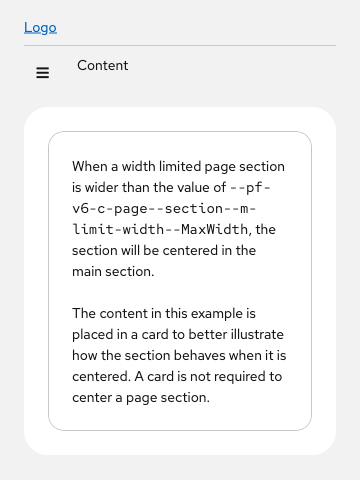 Logo
Content
When a width limited page section
is wider than the value of --pf-
v6-c-page--section--m-
limit-width--MaxWidth, the
section will be centered in the
main section.
The content in this example is
placed in a card to better illustrate
how the section behaves when it is
centered. A card is not required to
center a page section.